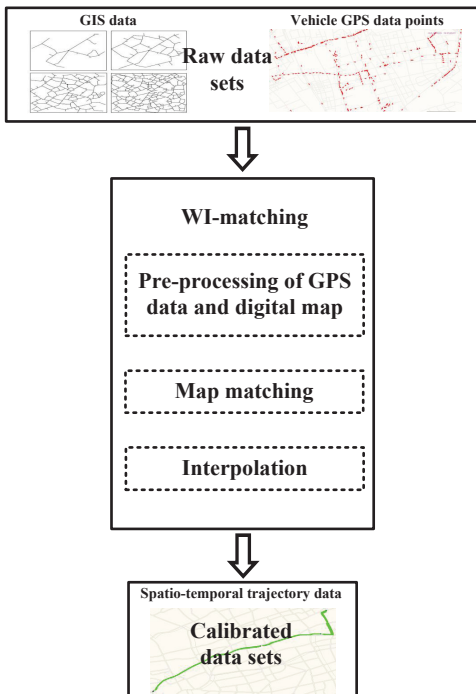 GIS data
Vehicle GPS data points
Raw data
sets
WI-matching
Pre-processing of GPS
data and digital map
Map matching
Interpolation
Spatio-temporal trajectory data
Calibrated
data sets